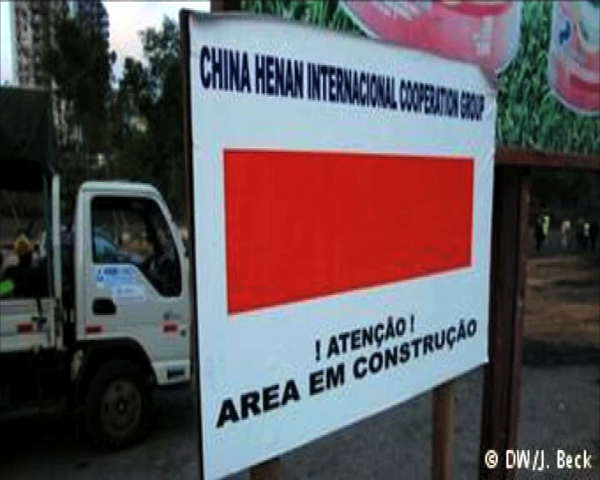 CHINA HENAN INTERNACIONAL COOPERATION GROUP
! ATENÇÃO !
AREA EM CONSTRUÇÃO
© DW/J. Beck